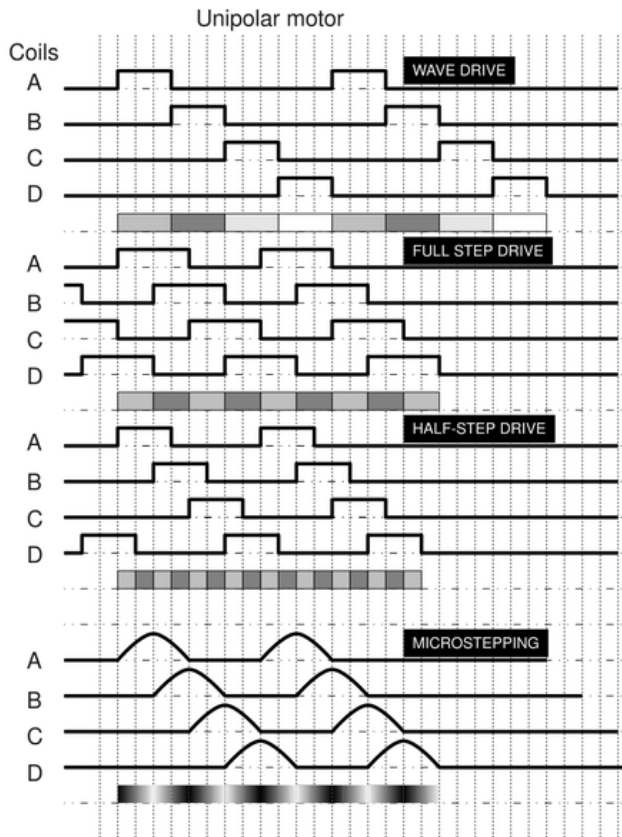 Unipolar motor
Coils
A
WAVE DRIVE
B
C
D
A
FULL STEP DRIVE
B
C
D
A
HALF-STEP DRIVE
B
C
D
A
MICROSTEPPING
B
C
D